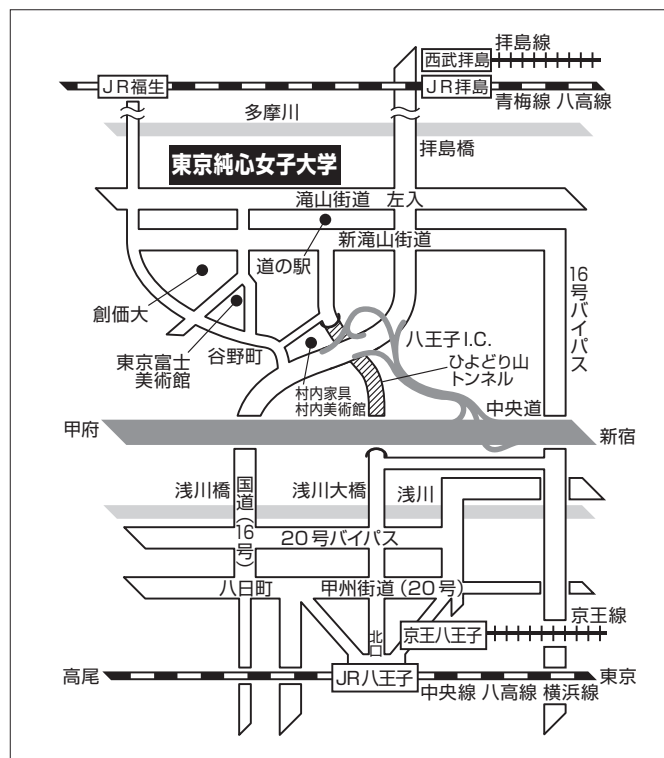 拝島線
西武拝島
JR福生
JR拝島
青梅線 八高線
多摩川
拝島橋
東京純心女子大学
滝山街道 左入
新滝山街道
道の駅
16号バイパス
創価大
八王子I.C.
東京富士
美術館
谷野町
ひよどり山
トンネル
村内家具
村内美術館
中央道
甲府
新宿
浅川橋
国道(16号)
浅川大橋
浅川
20号バイパス
八日町
甲州街道(20号)
京王線
京王八王子
北口
高尾
JR八王子
東京
中央線 八高線 横浜線